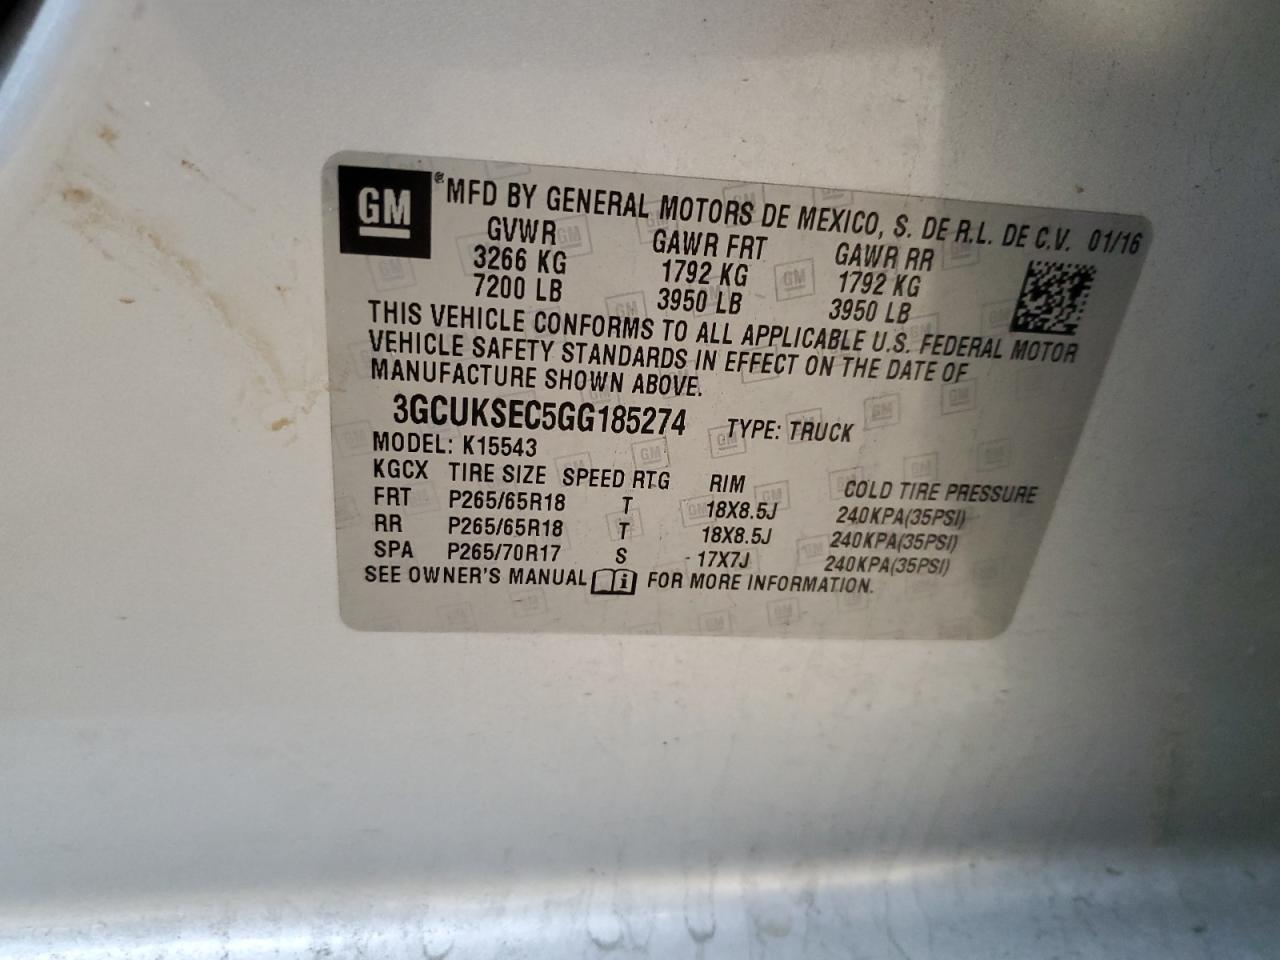 GM ® MFD BY GENERAL MOTORS DE MEXICO, S. DE R.L. DE C.V. 01/16
GVWR GAWR FRT GAWR RR
3266 KG 1792 KG 1792 KG
7200 LB 3950 LB 3950 LB
THIS VEHICLE CONFORMS TO ALL APPLICABLE U.S. FEDERAL MOTOR
VEHICLE SAFETY STANDARDS IN EFFECT ON THE DATE OF
MANUFACTURE SHOWN ABOVE.
3GCUKSEC5GG185274 TYPE: TRUCK
MODEL: K15543
KGCX TIRE SIZE SPEED RTG RIM COLD TIRE PRESSURE
FRT P265/65R18 T 18X8.5J 240KPA(35PSI)
RR P265/65R18 T 18X8.5J 240KPA(35PSI)
SPA P265/70R17 S 17X7J 240KPA(35PSI)
SEE OWNER'S MANUAL i FOR MORE INFORMATION.